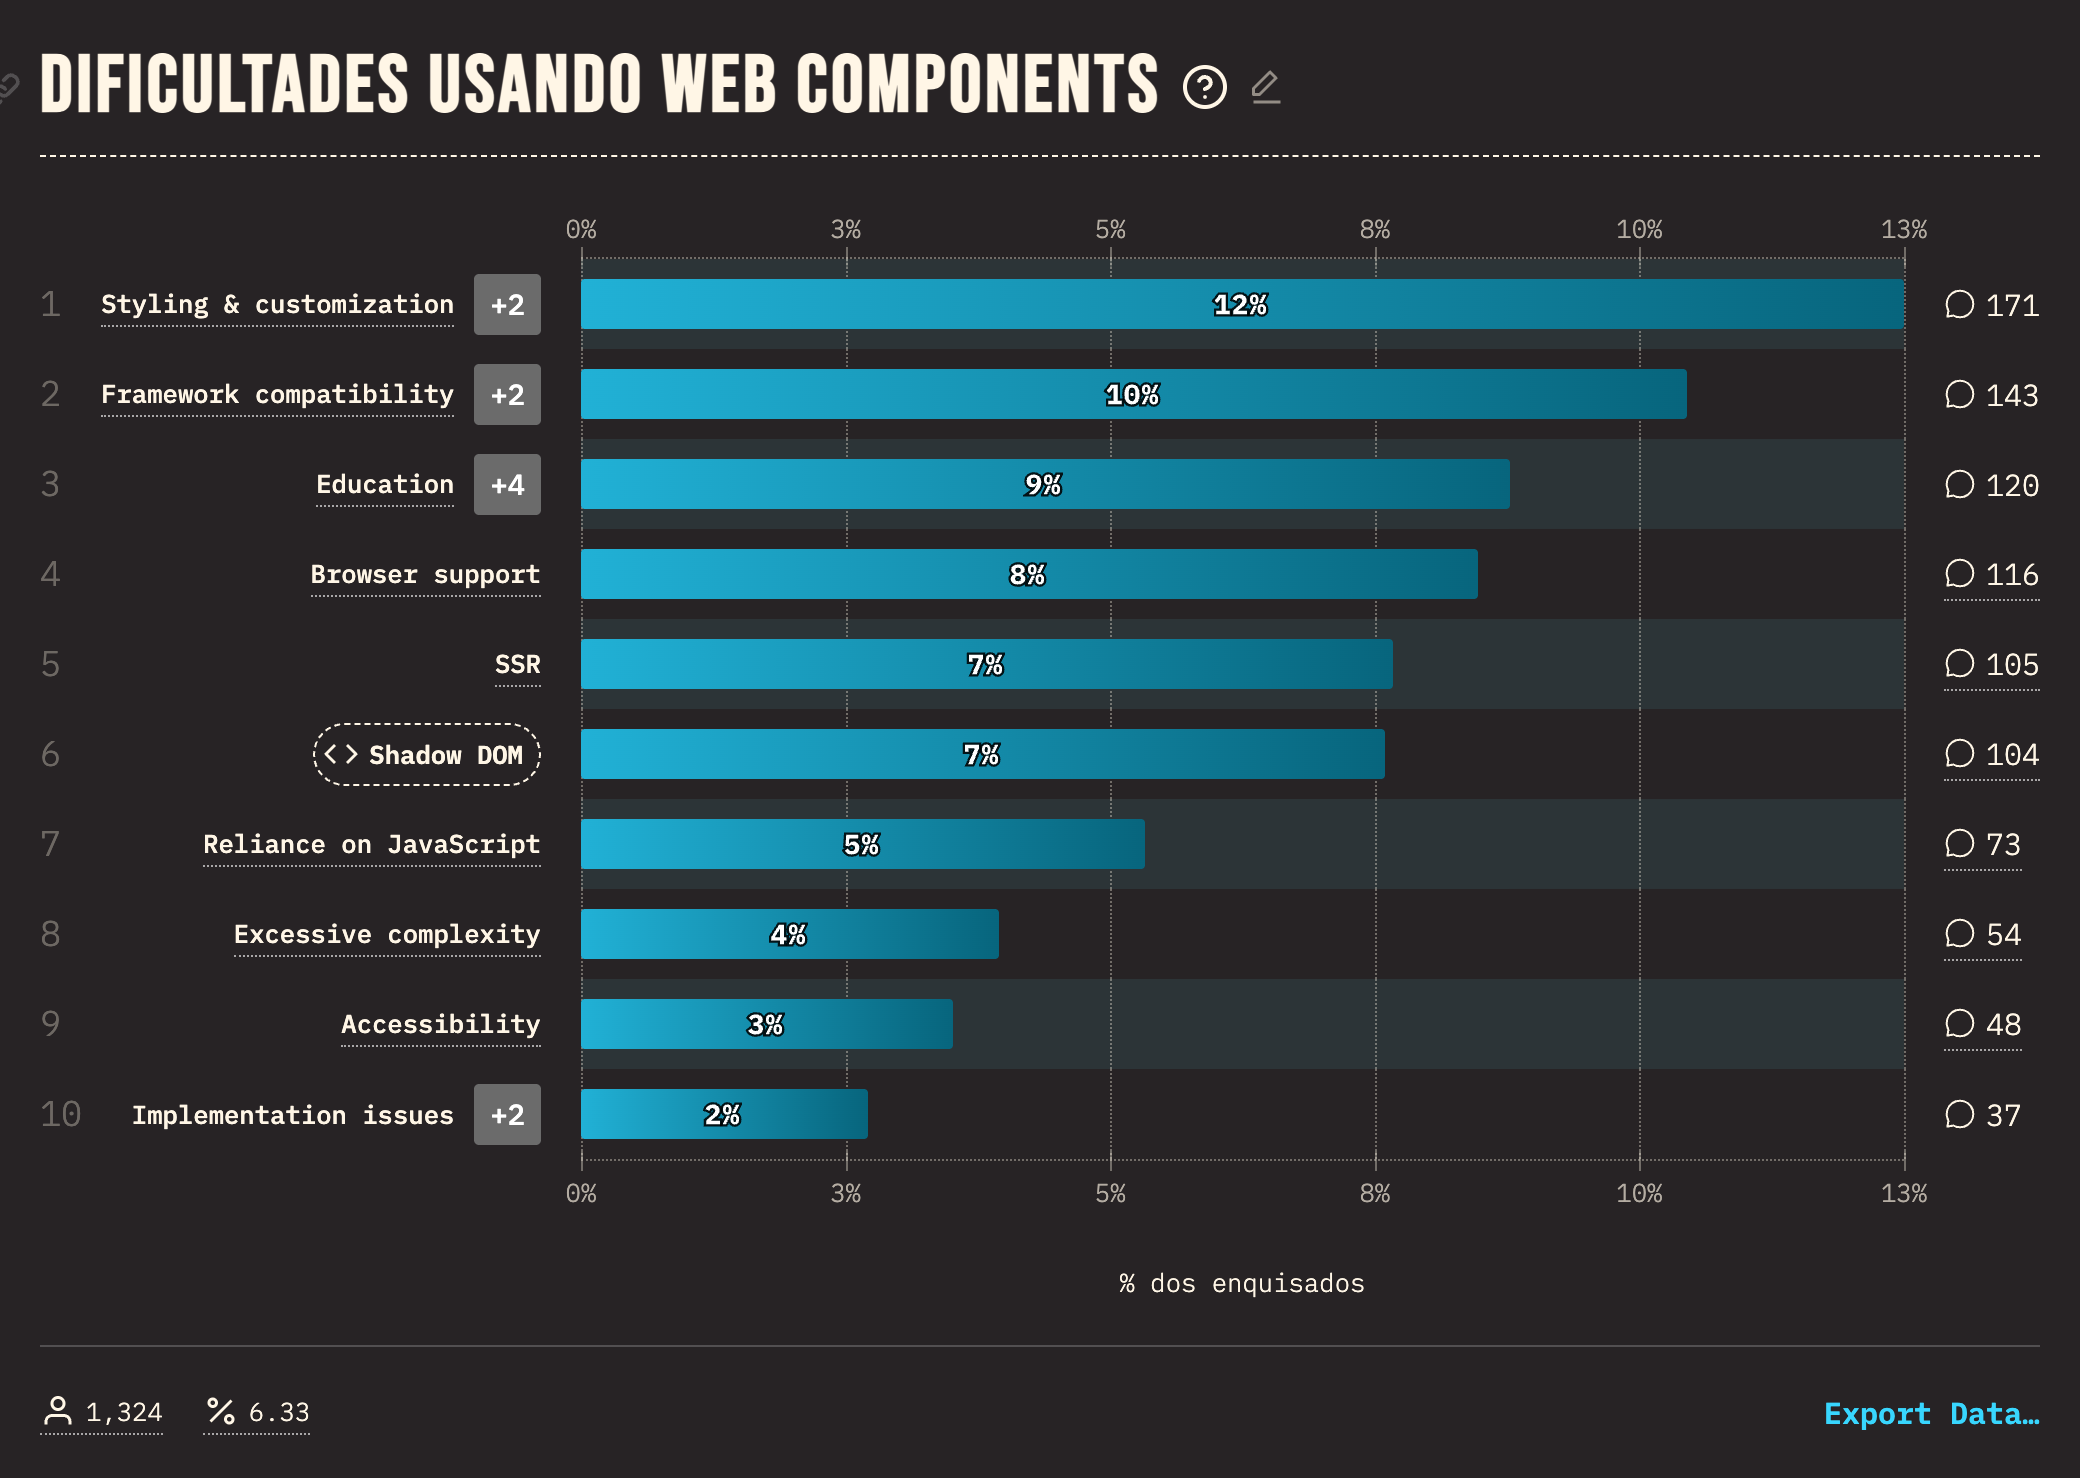 DIFICULTADES USANDO WEB COMPONENTS
0% 3% 5% 8% 10% 13%
1 Styling & customization +2 12% 171
2 Framework compatibility +2 10% 143
3 Education +4 9% 120
4 Browser support 8% 116
5 SSR 7% 105
6 <> Shadow DOM 7% 104
7 Reliance on JavaScript 5% 73
8 Excessive complexity 4% 54
9 Accessibility 3% 48
10 Implementation issues +2 2% 37
0% 3% 5% 8% 10% 13%
% dos enquisados
1,324 % 6.33 Export Data…